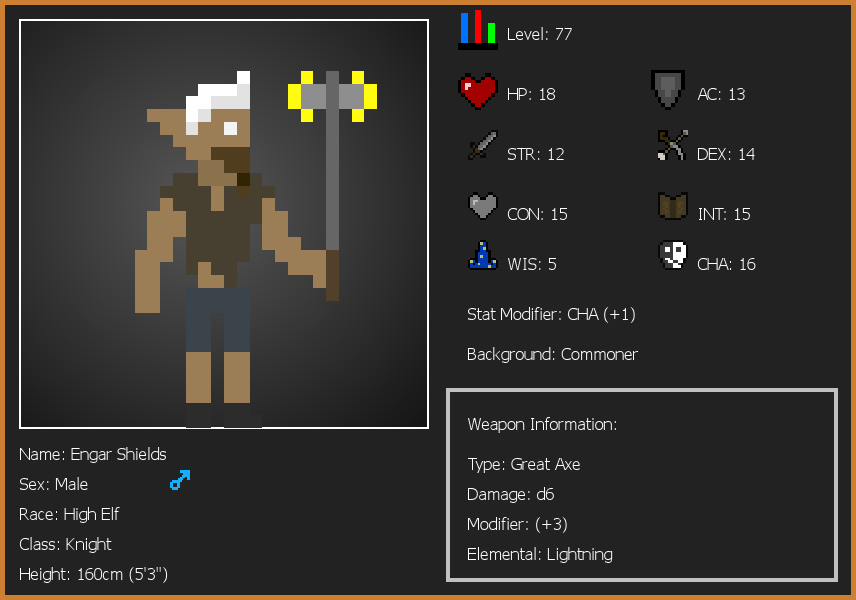 Level: 77
HP: 18
AC: 13
STR: 12
DEX: 14
CON: 15
INT: 15
WIS: 5
CHA: 16
Stat Modifier: CHA (+1)
Background: Commoner
Weapon Information:
Type: Great Axe
Damage: d6
Modifier: (+3)
Elemental: Lightning
Name: Engar Shields
Sex: Male
Race: High Elf
Class: Knight
Height: 160cm (5'3")